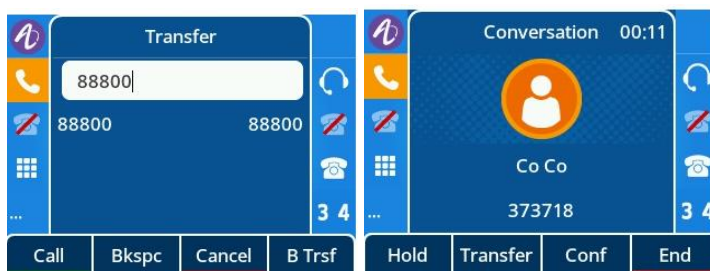 Transfer
88800
88800 88800
...
3 4
Call Bkspc Cancel B Trsf
Conversation 00:11
Co Co
373718
...
3 4
Hold Transfer Conf End